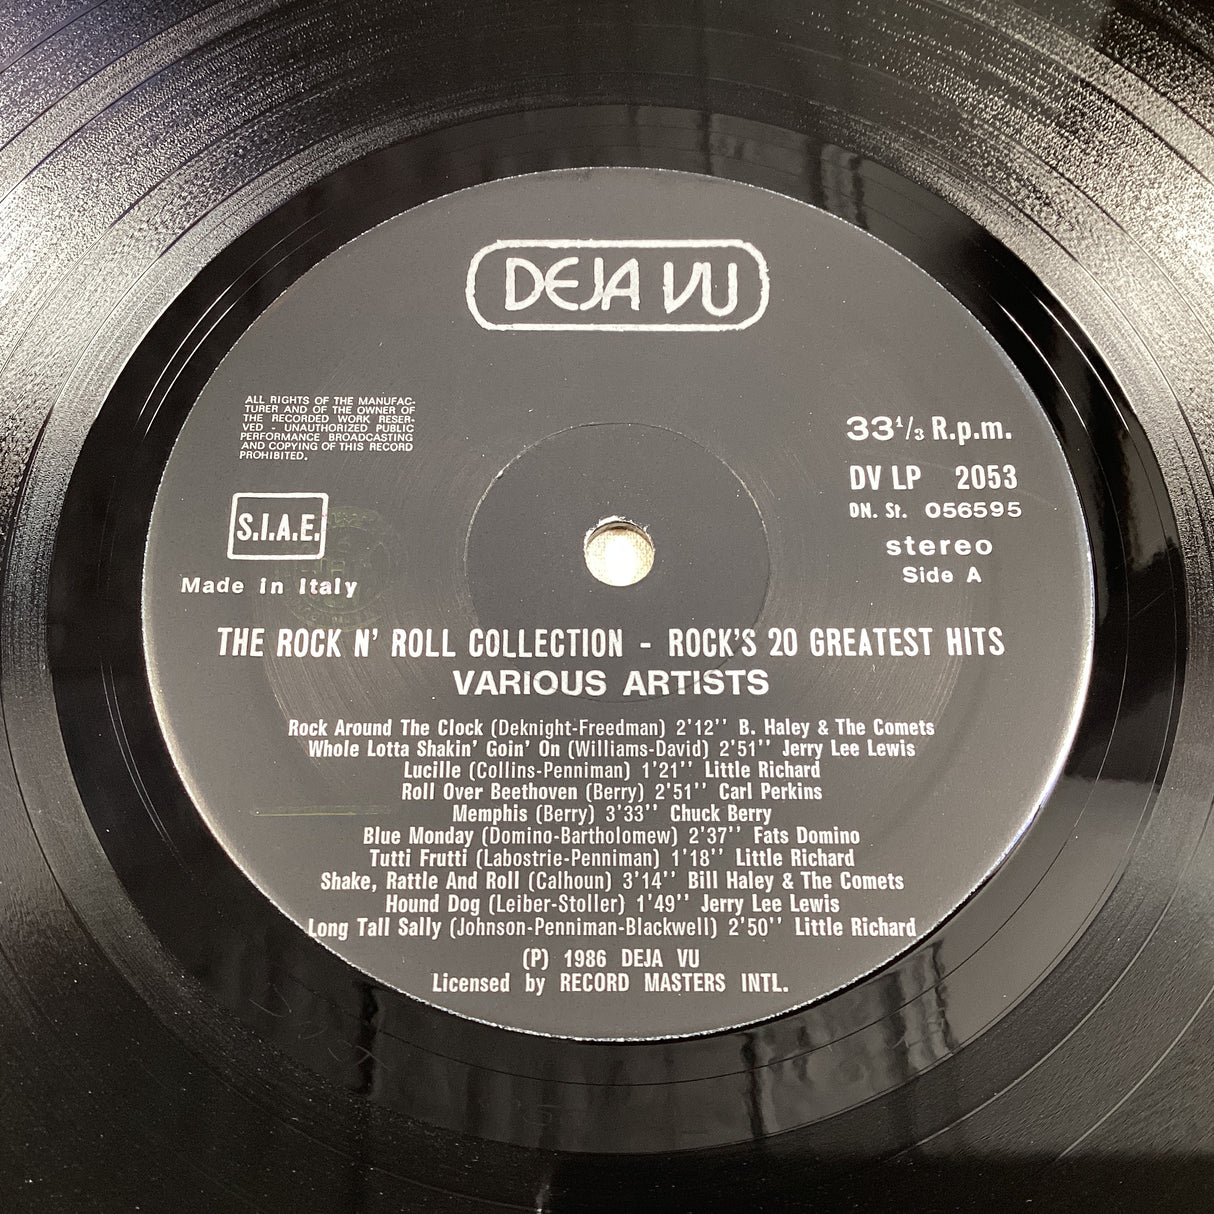 DEJA VU
ALL RIGHTS OF THE MANUFAC-
TURER AND OF THE OWNER OF
THE RECORDED WORK RESER-
VED - UNAUTHORIZED PUBLIC
PERFORMANCE BROADCASTING
AND COPYING OF THIS RECORD
PROHIBITED.
S.I.A.E.
Made in Italy
33¹/₃ R.p.m.
DV LP 2053
DN. St. 056595
stereo
Side A
THE ROCK N' ROLL COLLECTION - ROCK'S 20 GREATEST HITS
VARIOUS ARTISTS
Rock Around The Clock (Deknight-Freedman) 2'12'' B. Haley & The Comets
Whole Lotta Shakin' Goin' On (Williams-David) 2'51'' Jerry Lee Lewis
Lucille (Collins-Penniman) 1'21'' Little Richard
Roll Over Beethoven (Berry) 2'51'' Carl Perkins
Memphis (Berry) 3'33'' Chuck Berry
Blue Monday (Domino-Bartholomew) 2'37'' Fats Domino
Tutti Frutti (Labostrie-Penniman) 1'18'' Little Richard
Shake, Rattle And Roll (Calhoun) 3'14'' Bill Haley & The Comets
Hound Dog (Leiber-Stoller) 1'49'' Jerry Lee Lewis
Long Tall Sally (Johnson-Penniman-Blackwell) 2'50'' Little Richard
(P) 1986 DEJA VU
Licensed by RECORD MASTERS INTL.